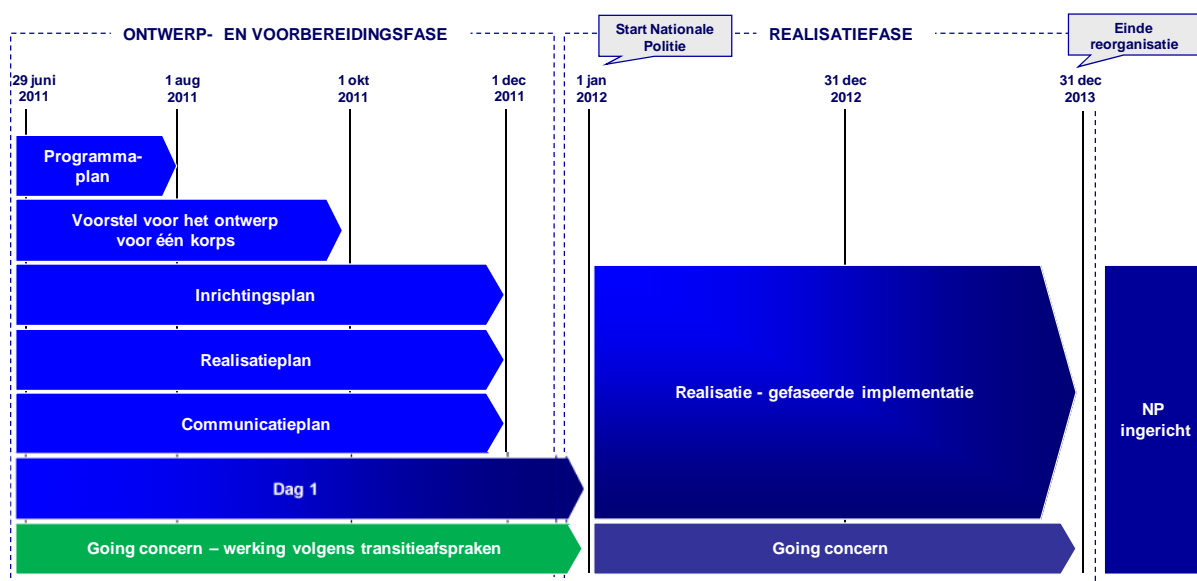 ONTWERP- EN VOORBEREIDINGSFASE
Start Nationale
Politie
REALISATIEFASE
Einde
reorganisatie
29 juni
2011
1 aug
2011
1 okt
2011
1 dec
2011
1 jan
2012
31 dec
2012
31 dec
2013
Programma-
plan
Voorstel voor het ontwerp
voor één korps
Inrichtingsplan
Realisatieplan
Communicatieplan
Dag 1
Going concern – werking volgens transitieafspraken
Realisatie - gefaseerde implementatie
Going concern
NP
ingericht